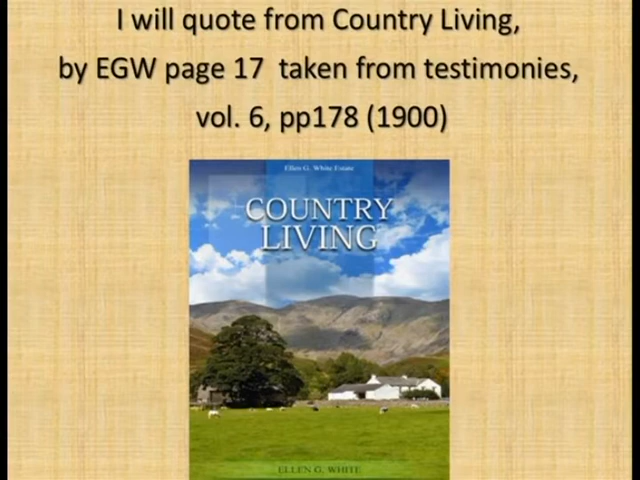 I will quote from Country Living,
by EGW page 17 taken from testimonies,
vol. 6, pp178 (1900)
Ellen G. White Estate
COUNTRY
LIVING
ELLEN G. WHITE